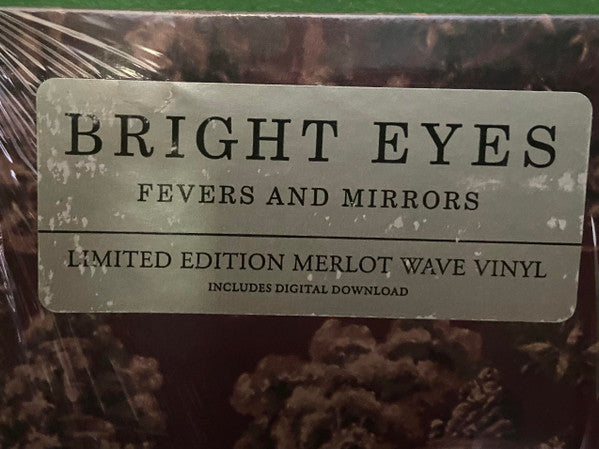 BRIGHT EYES
FEVERS AND MIRRORS
LIMITED EDITION MERLOT WAVE VINYL
INCLUDES DIGITAL DOWNLOAD